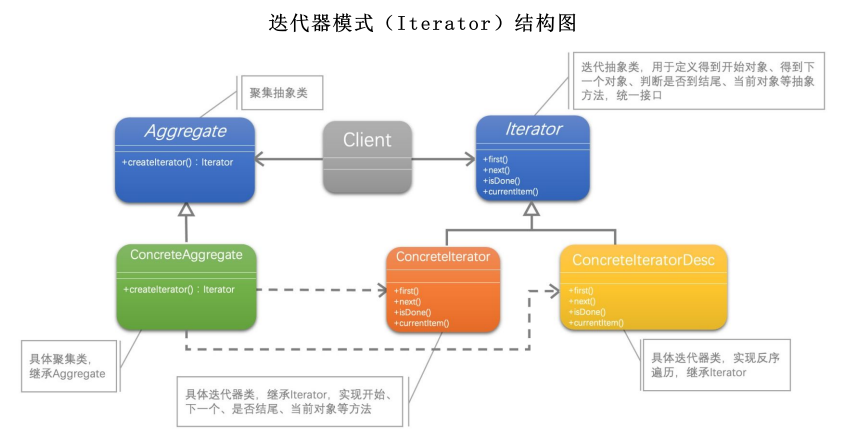 迭代器模式（Iterator）结构图
聚集抽象类
迭代抽象类，用于定义得到开始对象、得到下
一个对象、判断是否到结尾、当前对象等抽象
方法，统一接口
Aggregate
+createIterator()：Iterator
Client
Iterator
+first()
+next()
+isDone()
+currentItem()
ConcreteAggregate
+createIterator()：Iterator
ConcreteIterator
+first()
+next()
+isDone()
+currentItem()
ConcreteIteratorDesc
+first()
+next()
+isDone()
+currentItem()
具体聚集类，
继承Aggregate
具体迭代器类，继承Iterator，实现开始、
下一个、是否结尾、当前对象等方法
具体迭代器类，实现反序
遍历，继承Iterator